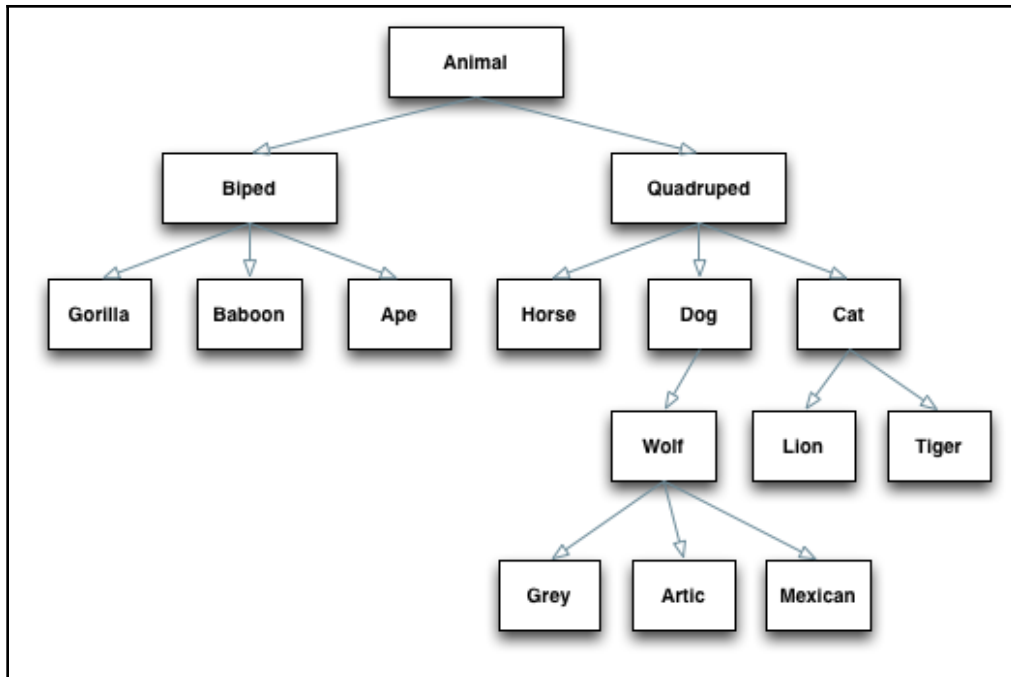 Animal
Biped Quadruped
Gorilla Baboon Ape Horse Dog Cat
Wolf Lion Tiger
Grey Artic Mexican